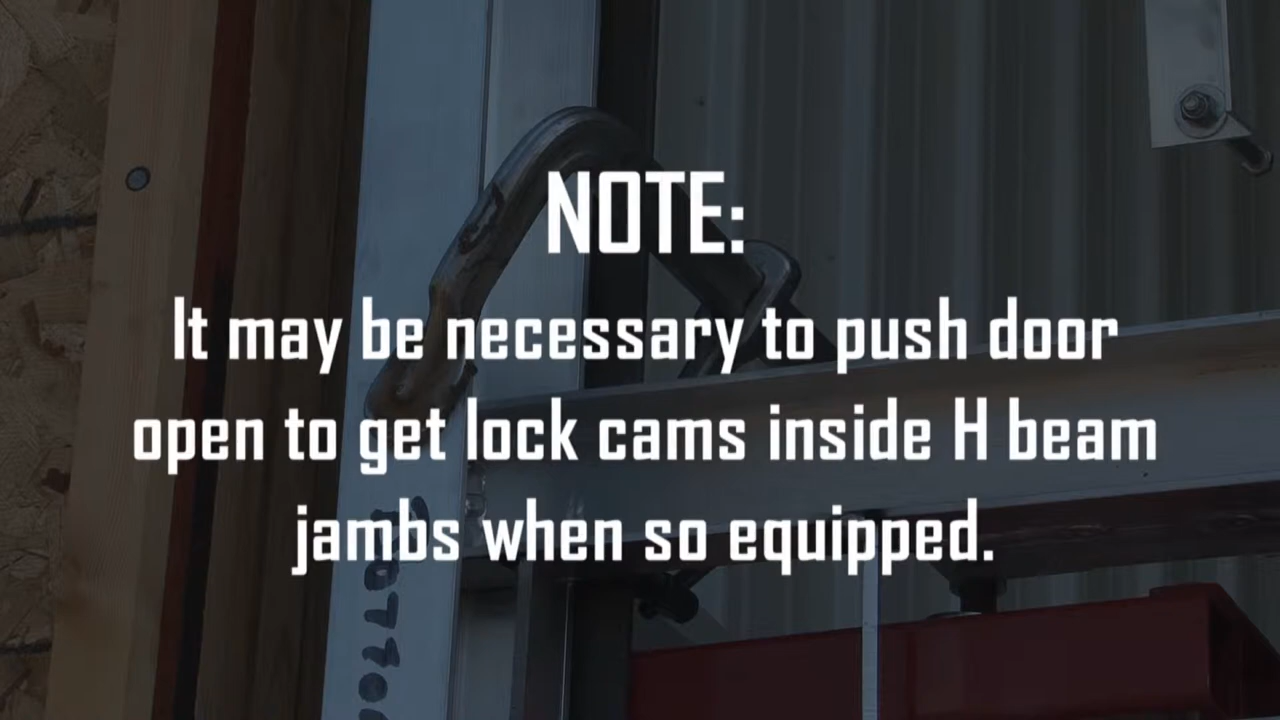 NOTE:
It may be necessary to push door
open to get lock cams inside H beam
jambs when so equipped.